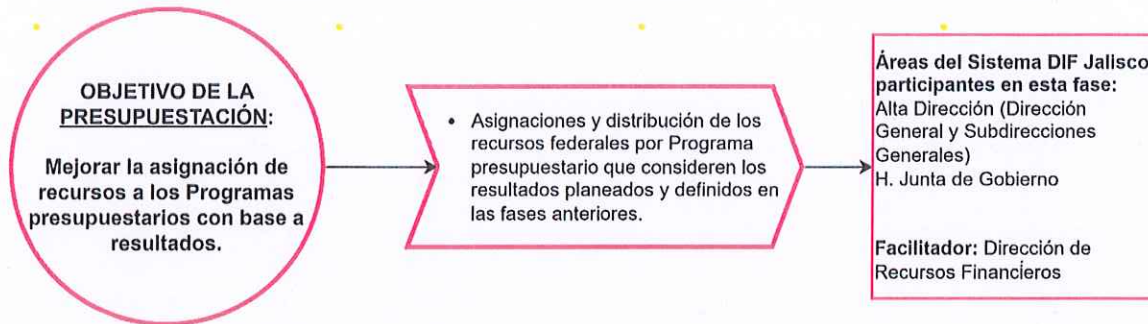 OBJETIVO DE LA
PRESUPUESTACIÓN:
Mejorar la asignación de
recursos a los Programas
presupuestarios con base a
resultados.
• Asignaciones y distribución de los
recursos federales por Programa
presupuestario que consideren los
resultados planeados y definidos en
las fases anteriores.
Áreas del Sistema DIF Jalisco
participantes en esta fase:
Alta Dirección (Dirección
General y Subdirecciones
Generales)
H. Junta de Gobierno
Facilitador: Dirección de
Recursos Financieros